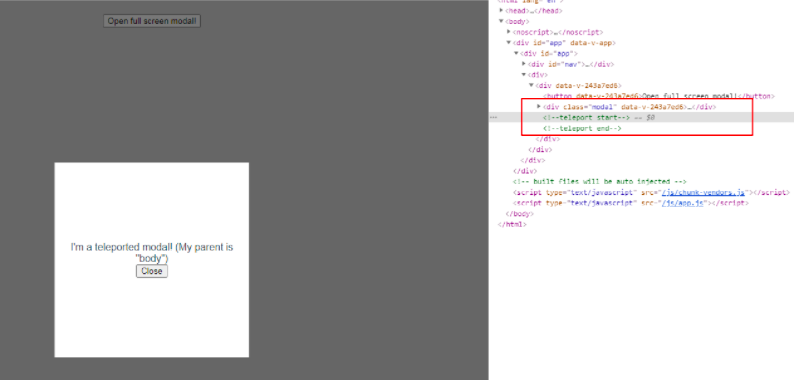 Open full screen modal!
I'm a teleported modal! (My parent is
"body")
Close
<html lang="en">
▶<head>…</head>
▼<body>
▶<noscript>…</noscript>
▼<div id="app" data-v-app>
▼<div id="app">
▶<div id="nav">…</div>
▼<div>
▼<div data-v-243a7ed6>
<button data-v-243a7ed6>Open full screen modal!</button>
▶<div class="modal" data-v-243a7ed6>…</div>
… <!--teleport start--> == $0
<!--teleport end-->
</div>
</div>
</div>
</div>
<!-- built files will be auto injected -->
<script type="text/javascript" src="/js/chunk-vendors.js"></script>
<script type="text/javascript" src="/js/app.js"></script>
</body>
</html>